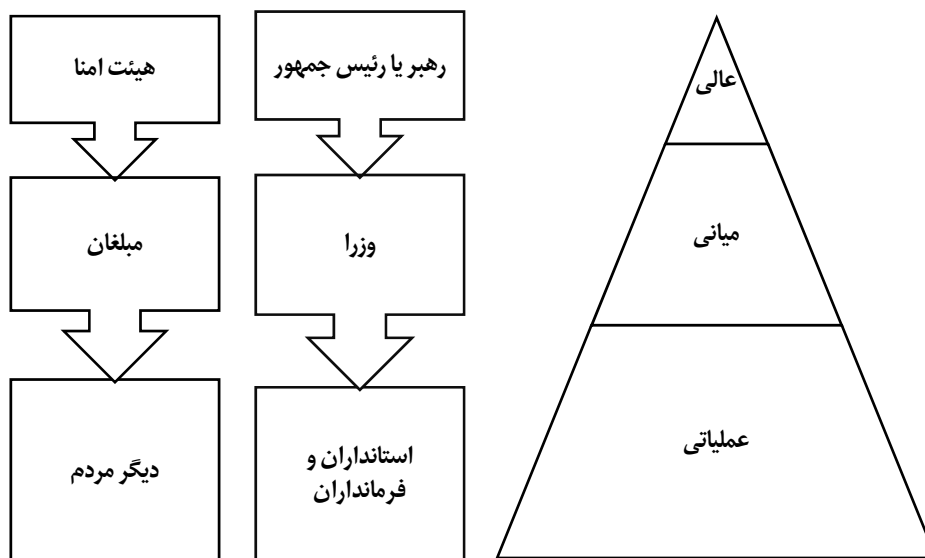 عالی
میانی
عملیاتی
رهبر یا رئیس جمهور
وزرا
استانداران و
فرمانداران
هیئت امنا
مبلغان
دیگر مردم